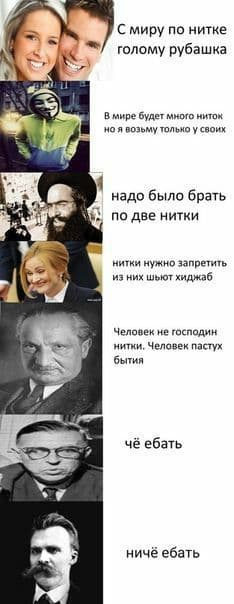 С миру по нитке
голому рубашка
В мире будет много ниток
но я возьму только у своих
надо было брать
по две нитки
нитки нужно запретить
из них шьют хиджаб
Человек не господин
нитки. Человек пастух
бытия
чё ебать
ничё ебать